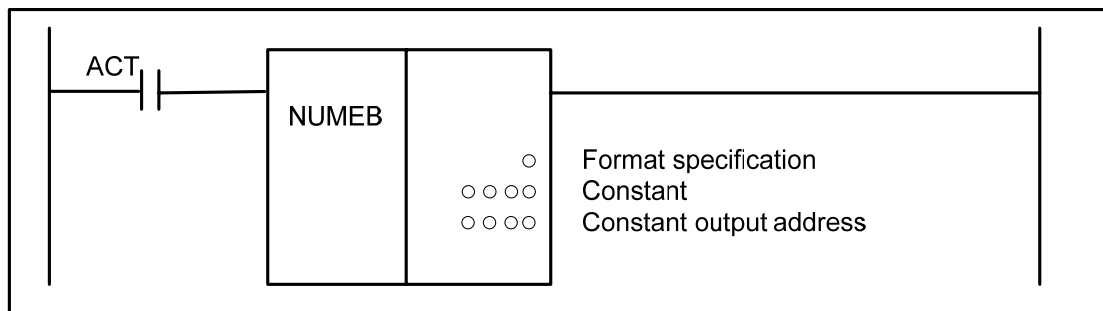 ACT
NUMEB
Format specification
Constant
Constant output address